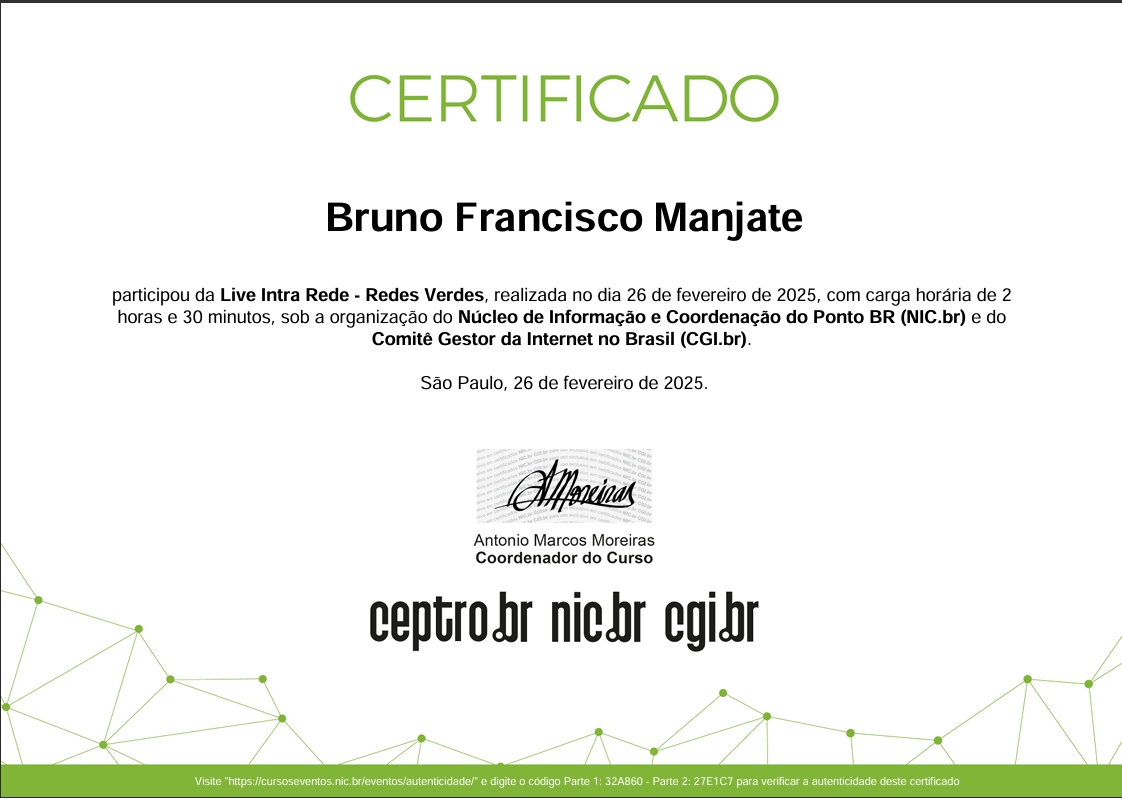 CERTIFICADO
Bruno Francisco Manjate
participou da Live Intra Rede - Redes Verdes, realizada no dia 26 de fevereiro de 2025, com carga horária de 2
horas e 30 minutos, sob a organização do Núcleo de Informação e Coordenação do Ponto BR (NIC.br) e do
Comitê Gestor da Internet no Brasil (CGI.br).
São Paulo, 26 de fevereiro de 2025.
AMoreiras
Antonio Marcos Moreiras
Coordenador do Curso
ceptro.br nic.br cgi.br
Visite "https://cursoseventos.nic.br/eventos/autenticidade/" e digite o código Parte 1: 32A860 - Parte 2: 27E1C7 para verificar a autenticidade deste certificado